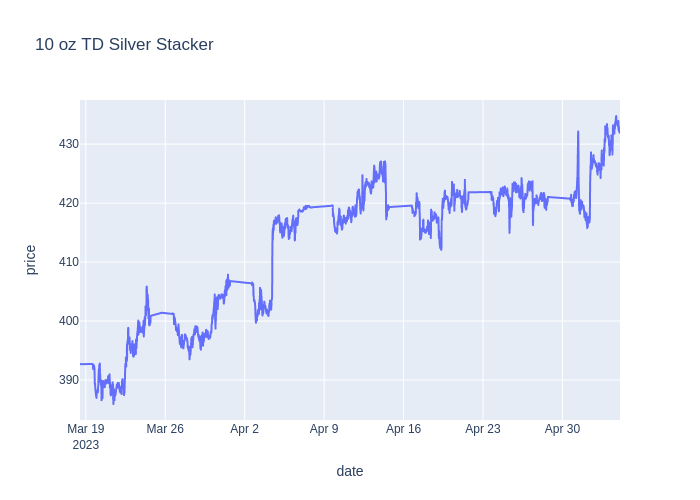 10 oz TD Silver Stacker
430
420
410
400
390
price
Mar 19
2023
Mar 26
Apr 2
Apr 9
Apr 16
Apr 23
Apr 30
date